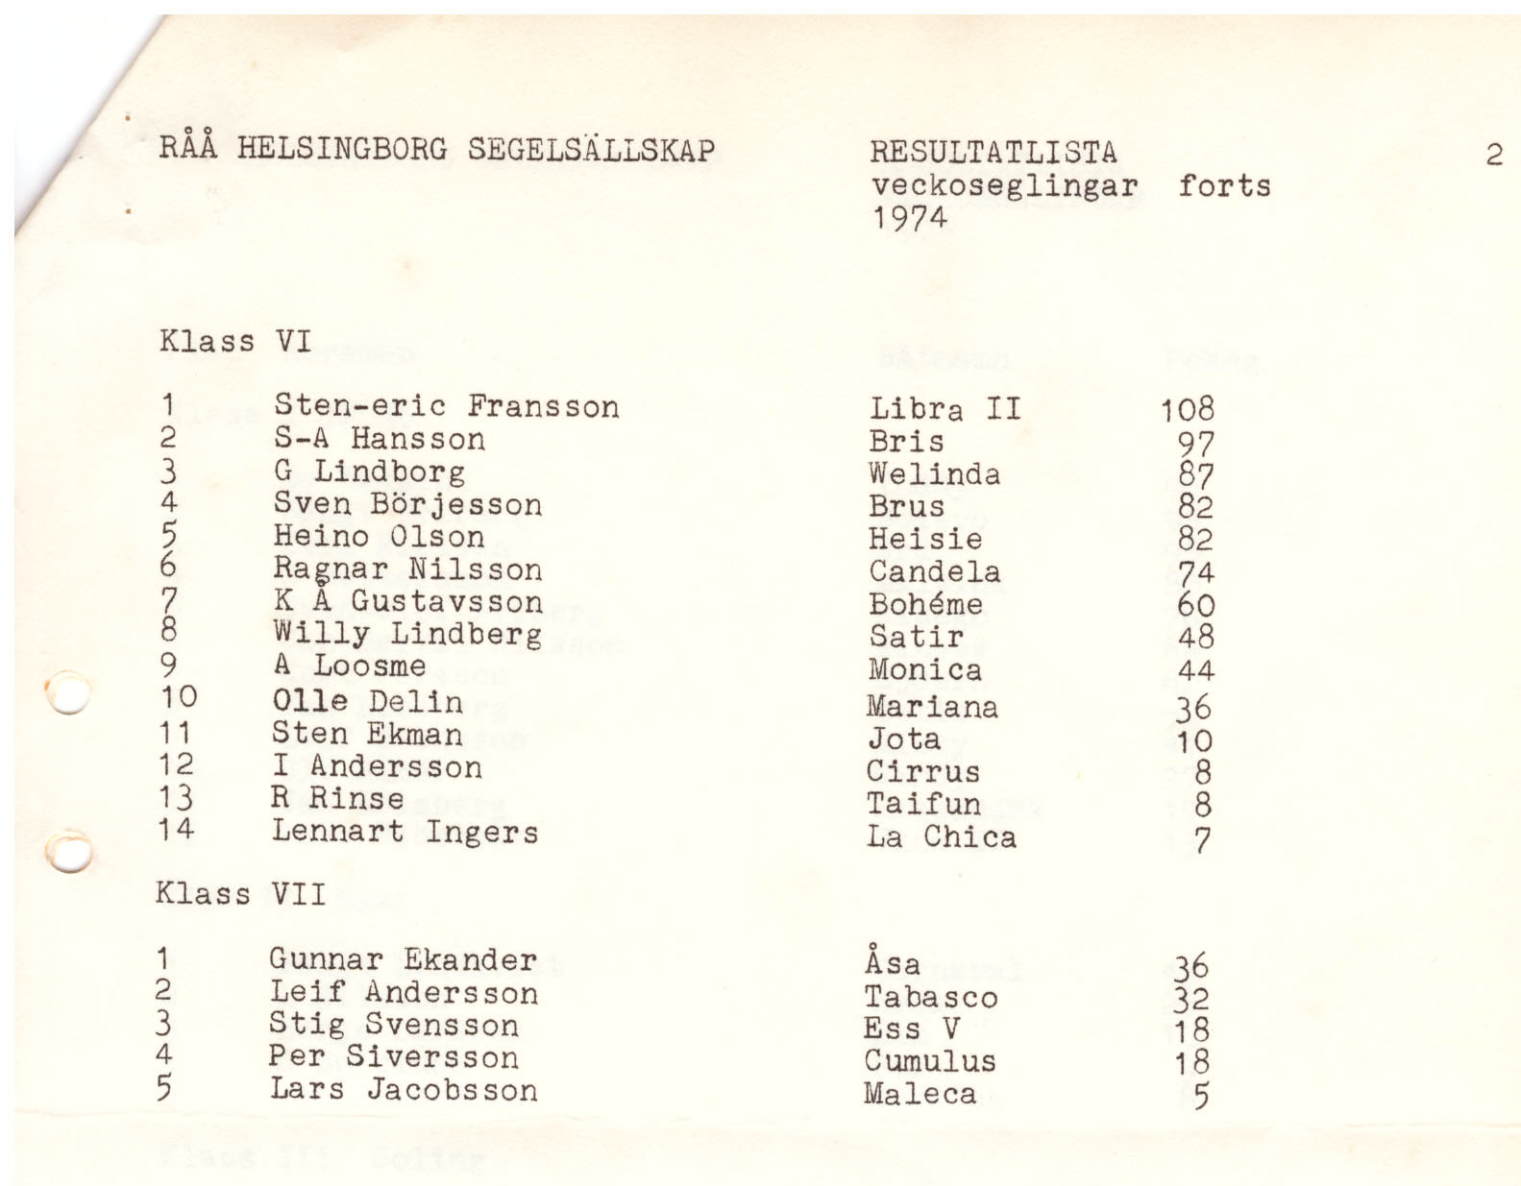 RÅÅ HELSINGBORG SEGELSÄLLSKAP RESULTATLISTA 2
veckoseglingar forts
1974
Klass VI
1 Sten-eric Fransson Libra II 108
2 S-A Hansson Bris 97
3 G Lindborg Welinda 87
4 Sven Börjesson Brus 82
5 Heino Olson Heisie 82
6 Ragnar Nilsson Candela 74
7 K Å Gustavsson Bohéme 60
8 Willy Lindberg Satir 48
9 A Loosme Monica 44
10 Olle Delin Mariana 36
11 Sten Ekman Jota 10
12 I Andersson Cirrus 8
13 R Rinse Taifun 8
14 Lennart Ingers La Chica 7
Klass VII
1 Gunnar Ekander Åsa 36
2 Leif Andersson Tabasco 32
3 Stig Svensson Ess V 18
4 Per Siversson Cumulus 18
5 Lars Jacobsson Maleca 5